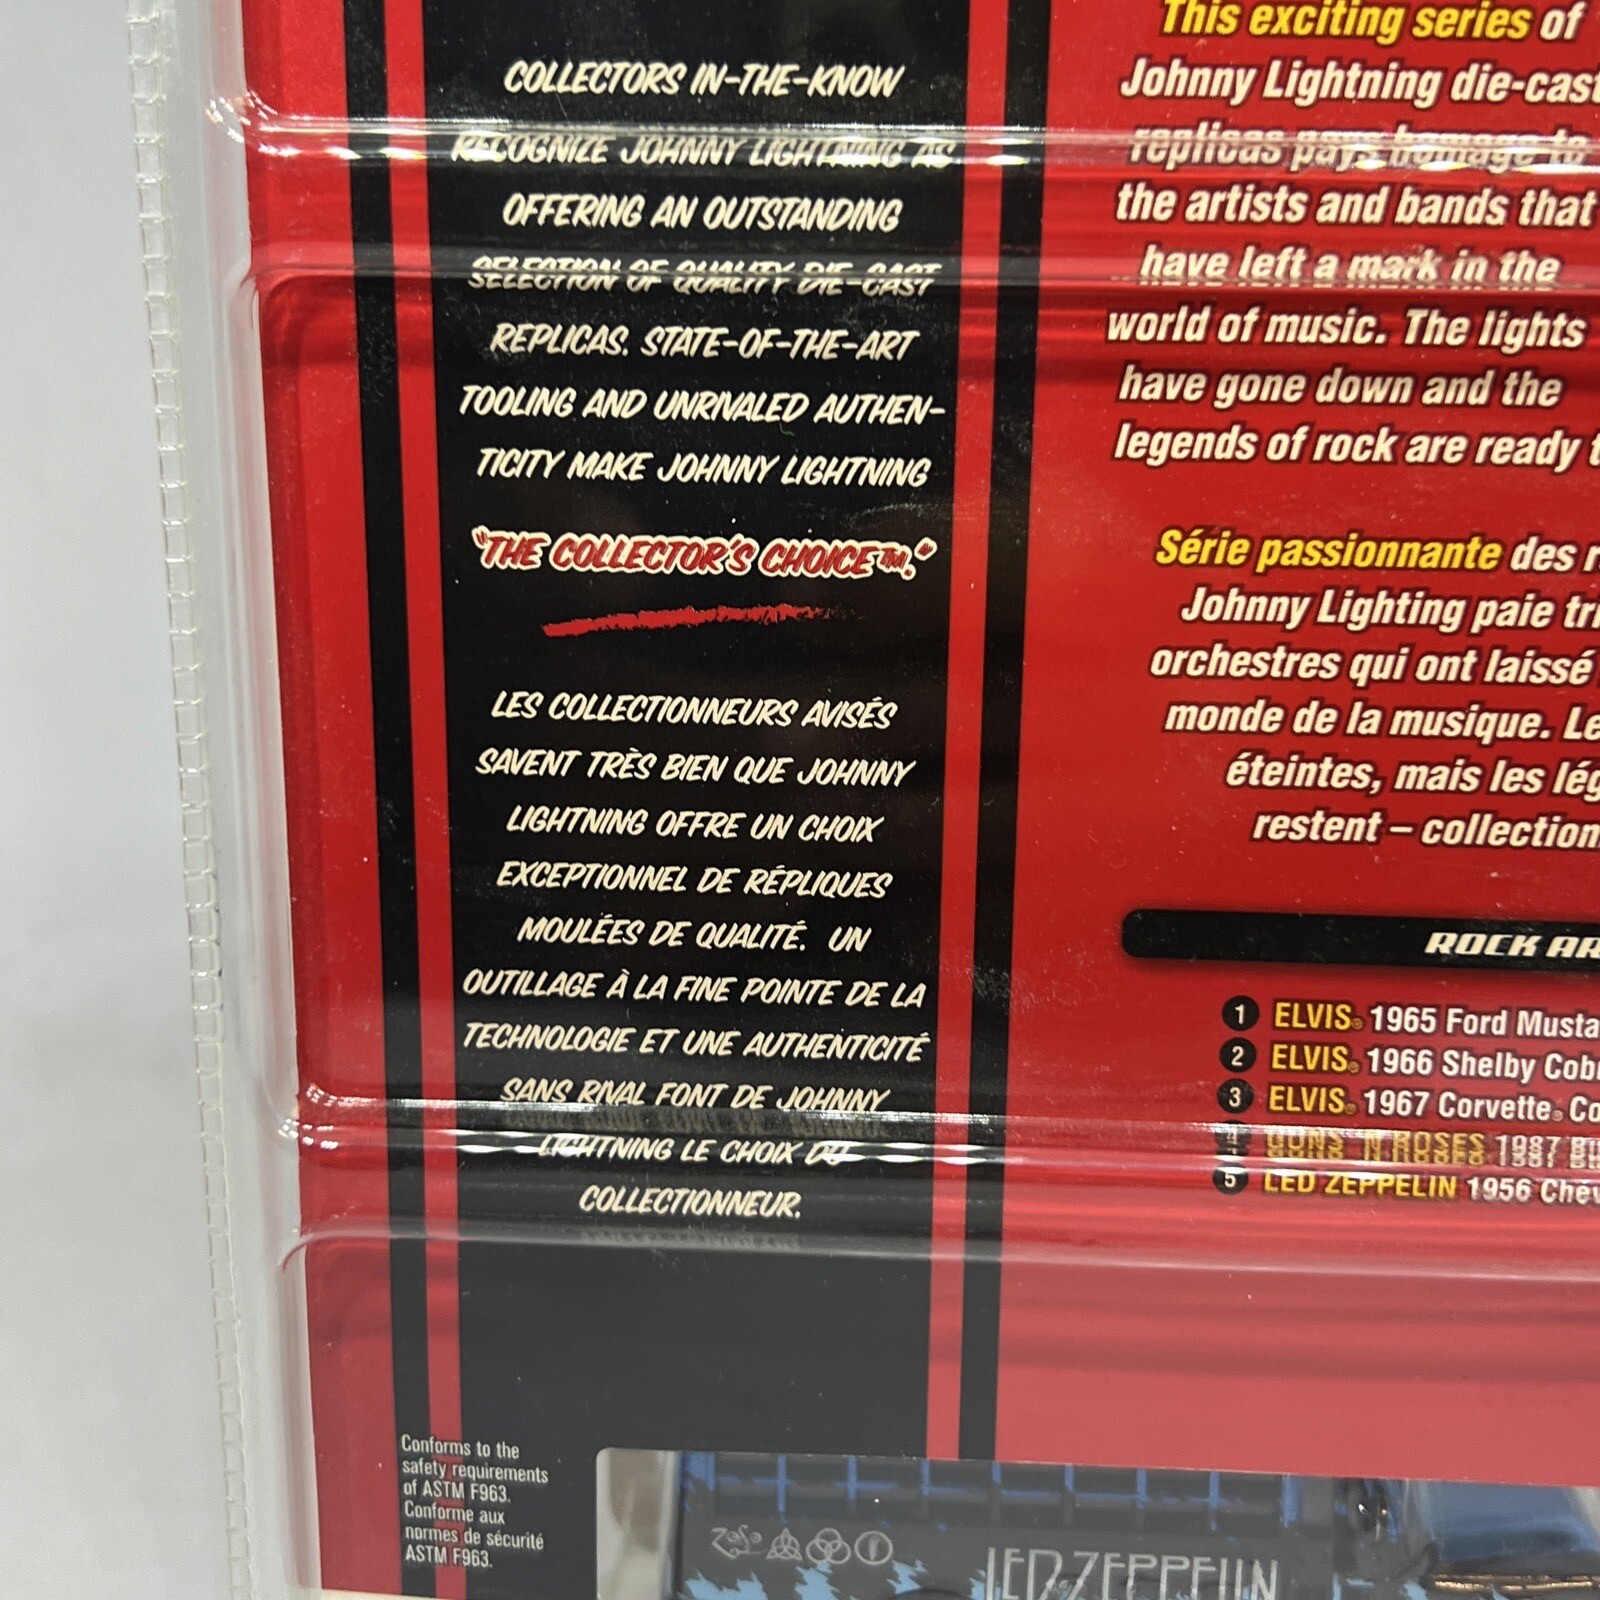 COLLECTORS IN-THE-KNOW
RECOGNIZE JOHNNY LIGHTNING AS
OFFERING AN OUTSTANDING
SELECTION OF QUALITY DIE-CAST
REPLICAS. STATE-OF-THE-ART
TOOLING AND UNRIVALED AUTHEN-
TICITY MAKE JOHNNY LIGHTNING
"THE COLLECTOR'S CHOICE™."
LES COLLECTIONNEURS AVISÉS
SAVENT TRÈS BIEN QUE JOHNNY
LIGHTNING OFFRE UN CHOIX
EXCEPTIONNEL DE RÉPLIQUES
MOULÉES DE QUALITÉ. UN
OUTILLAGE À LA FINE POINTE DE LA
TECHNOLOGIE ET UNE AUTHENTICITÉ
SANS RIVAL FONT DE JOHNNY
LIGHTNING LE CHOIX DU
COLLECTIONNEUR.
This exciting series of
Johnny Lightning die-cast
replicas pays homage to
the artists and bands that
have left a mark in the
world of music. The lights
have gone down and the
legends of rock are ready
Série passionnante des
Johnny Lighting paie
orchestres qui ont laissé
monde de la musique.
éteintes, mais les
restent – collection
ROCK
1 ELVIS® 1965 Ford
2 ELVIS® 1966 Shelby
3 ELVIS® 1967 Corvette®
4 GUNS N ROSES 1987
5 LED ZEPPELIN 1956
Conforms to the
safety requirements
of ASTM F963.
Conforme aux
normes de sécurité
ASTM F963.
LED ZEPPELIN